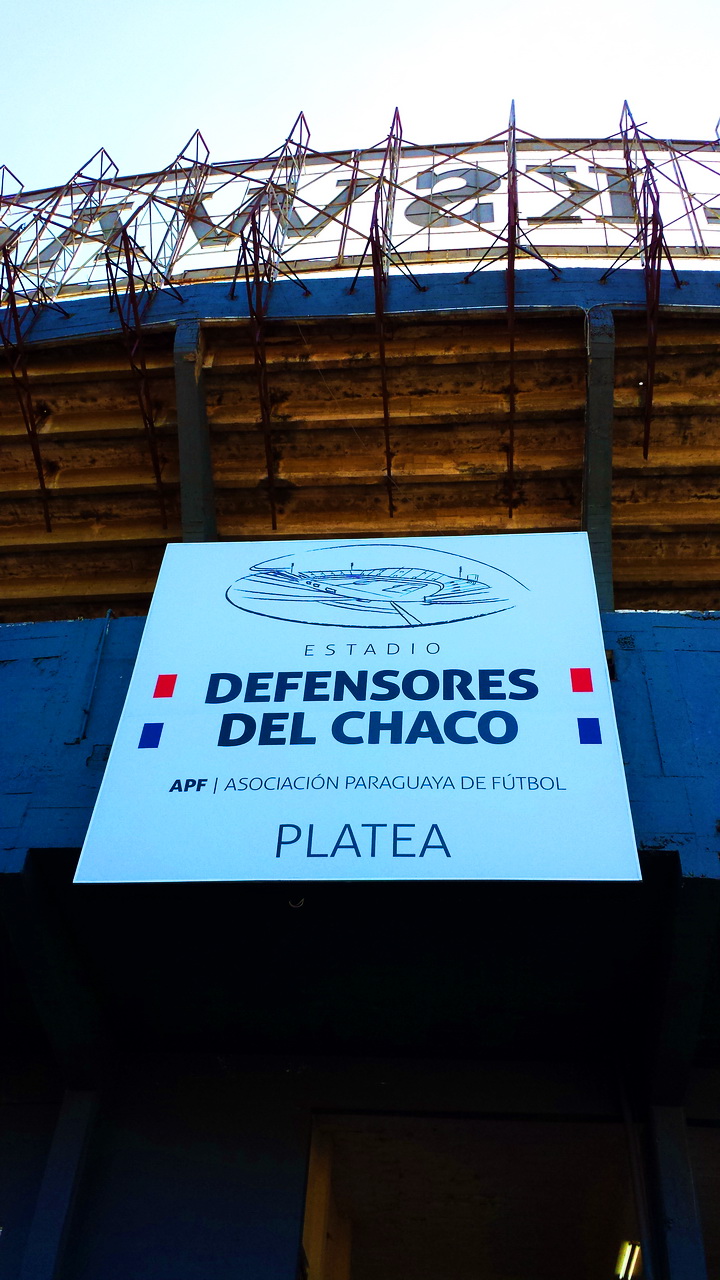 ESTADIO
DEFENSORES
DEL CHACO
APF | ASOCIACIÓN PARAGUAYA DE FÚTBOL
PLATEA